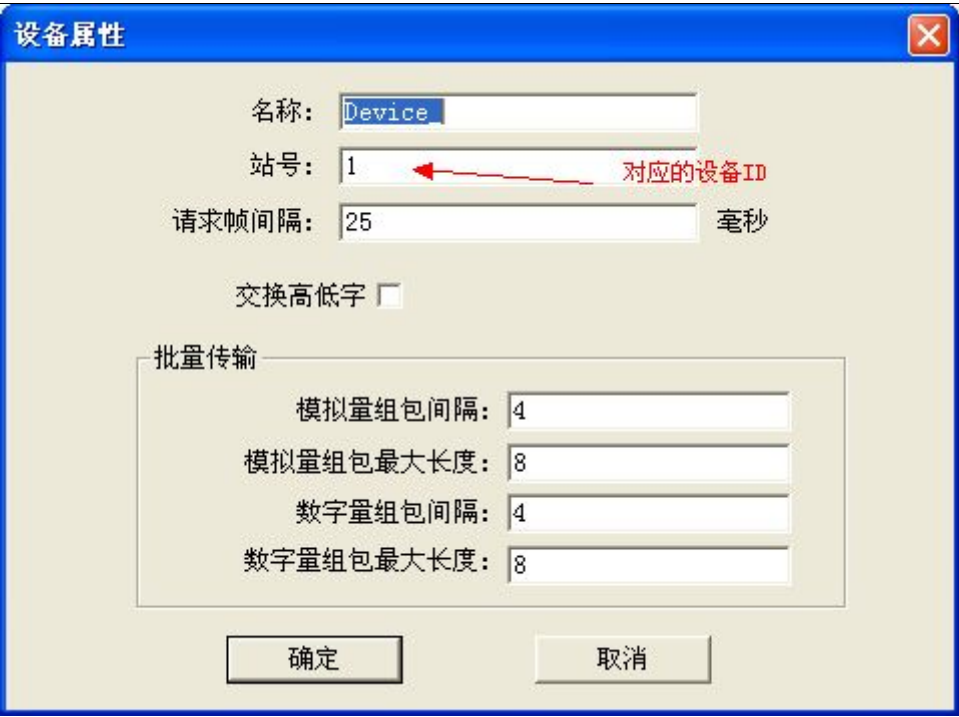 设备属性
名称： Device_
站号： 1 对应的设备ID
请求帧间隔： 25 毫秒
交换高低字
批量传输
模拟量组包间隔： 4
模拟量组包最大长度： 8
数字量组包间隔： 4
数字量组包最大长度： 8
确定 取消